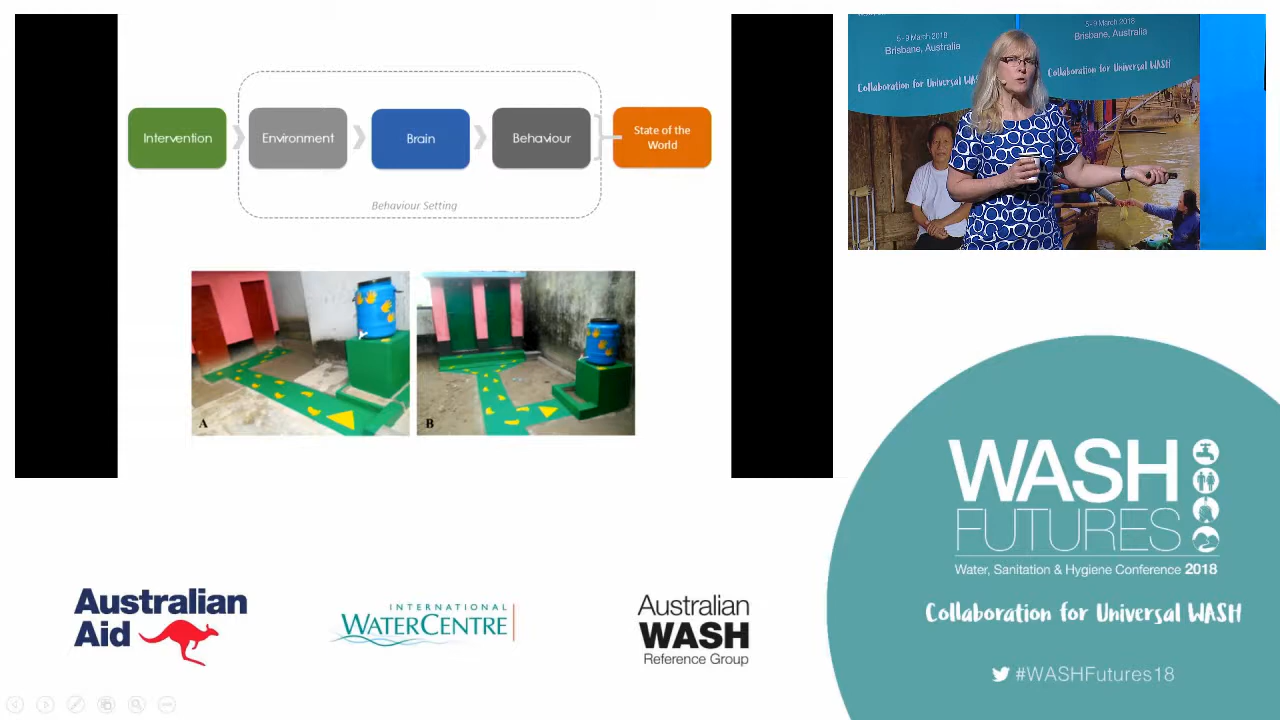 Intervention
Environment
Brain
Behaviour
State of the
World
Behaviour Setting
A
B
5-9 March 2018
Brisbane, Australia
Collaboration for Universal WA
5-9 March 2018
Brisbane, Australia
Collaboration for Universal WASH
WASH
FUTURES
Water, Sanitation & Hygiene Conference 2018
Collaboration for Universal WASH
#WASHFutures18
Australian
Aid
INTERNATIONAL
WATERCENTRE
Australian
WASH
Reference Group